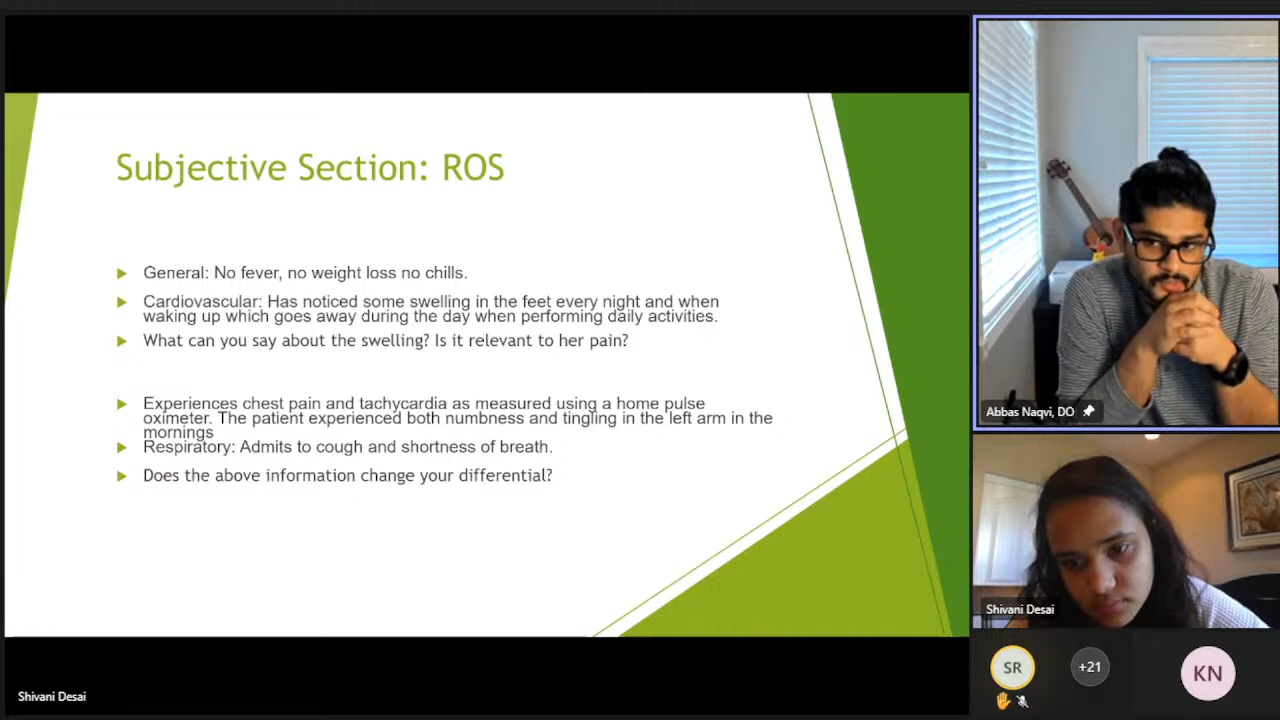 Subjective Section: ROS
General: No fever, no weight loss no chills.
Cardiovascular: Has noticed some swelling in the feet every night and when
waking up which goes away during the day when performing daily activities.
What can you say about the swelling? Is it relevant to her pain?
Experiences chest pain and tachycardia as measured using a home pulse
oximeter. The patient experienced both numbness and tingling in the left arm in the
mornings
Respiratory: Admits to cough and shortness of breath.
Does the above information change your differential?
Shivani Desai
Abbas Naqvi, DO
Shivani Desai
SR
+21
KN